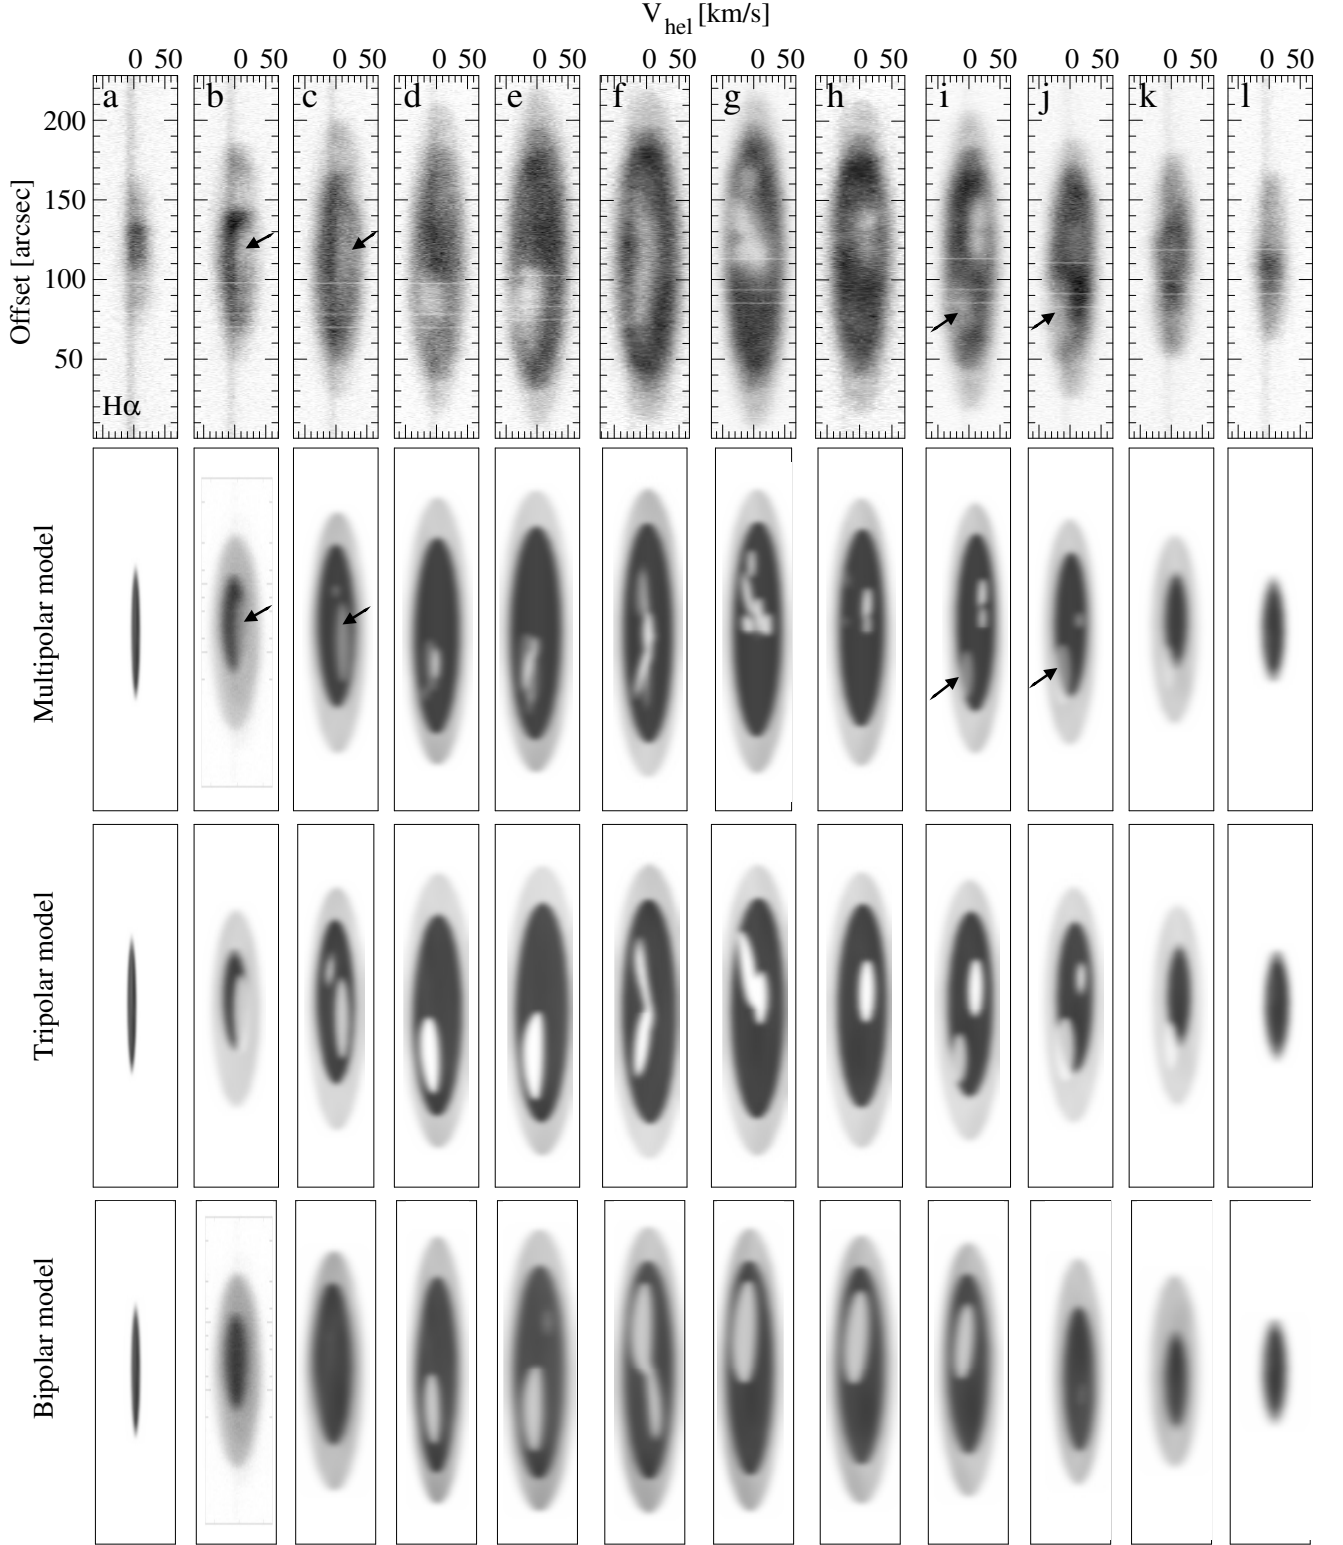 V_hel [km/s]
0 50 0 50 0 50 0 50 0 50 0 50 0 50 0 50 0 50 0 50 0 50 0 50
a b c d e f g h i j k l
200
150
100
50
Offset [arcsec]
Hα
Multipolar model
Tripolar model
Bipolar model